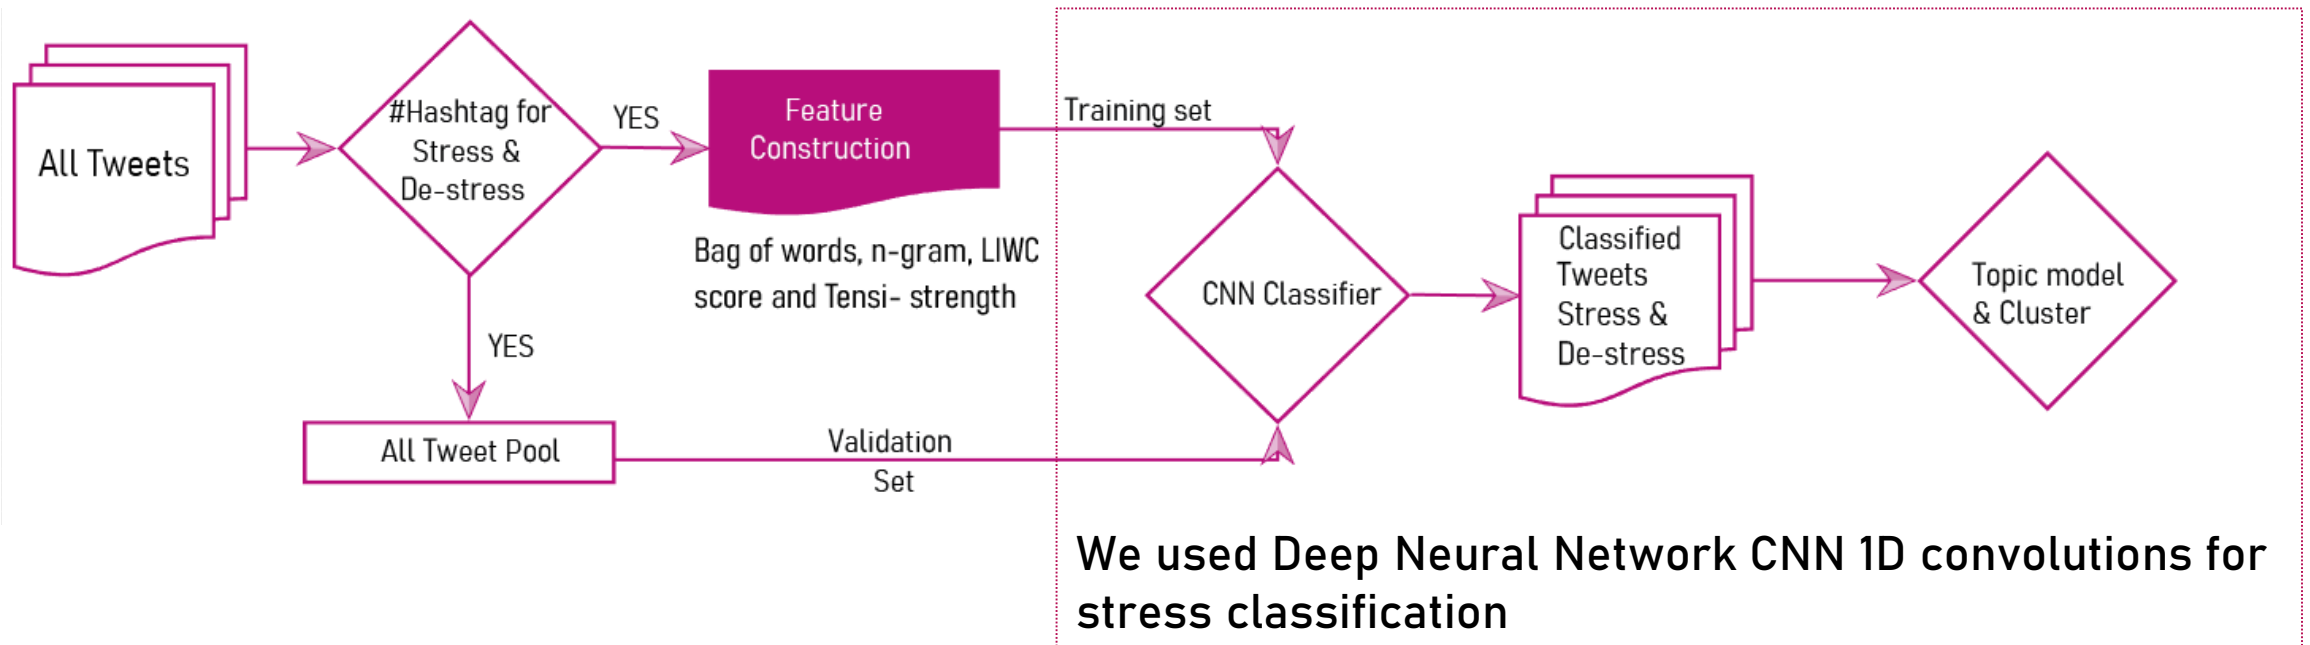 All Tweets
#Hashtag for
Stress &
De-stress
YES
YES
Feature
Construction
Bag of words, n-gram, LIWC
score and Tensi- strength
All Tweet Pool
Training set
Validation
Set
CNN Classifier
Classified
Tweets
Stress &
De-stress
Topic model
& Cluster
We used Deep Neural Network CNN 1D convolutions for
stress classification